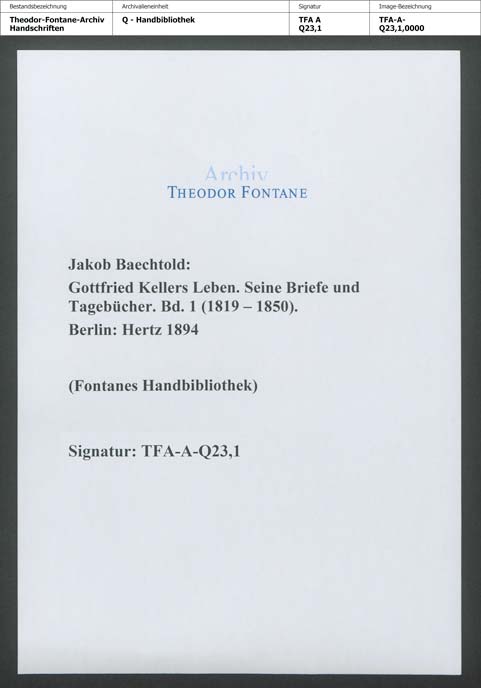 Bestandsbezeichnung Archivalieneinheit Signatur Image-Bezeichnung
Theodor-Fontane-Archiv Q - Handbibliothek TFA A TFA-A-
Handschriften Q23,1 Q23,1,0000
Archiv
THEODOR FONTANE
Jakob Baechtold:
Gottfried Kellers Leben. Seine Briefe und
Tagebücher. Bd. 1 (1819 – 1850).
Berlin: Hertz 1894
(Fontanes Handbibliothek)
Signatur: TFA-A-Q23,1